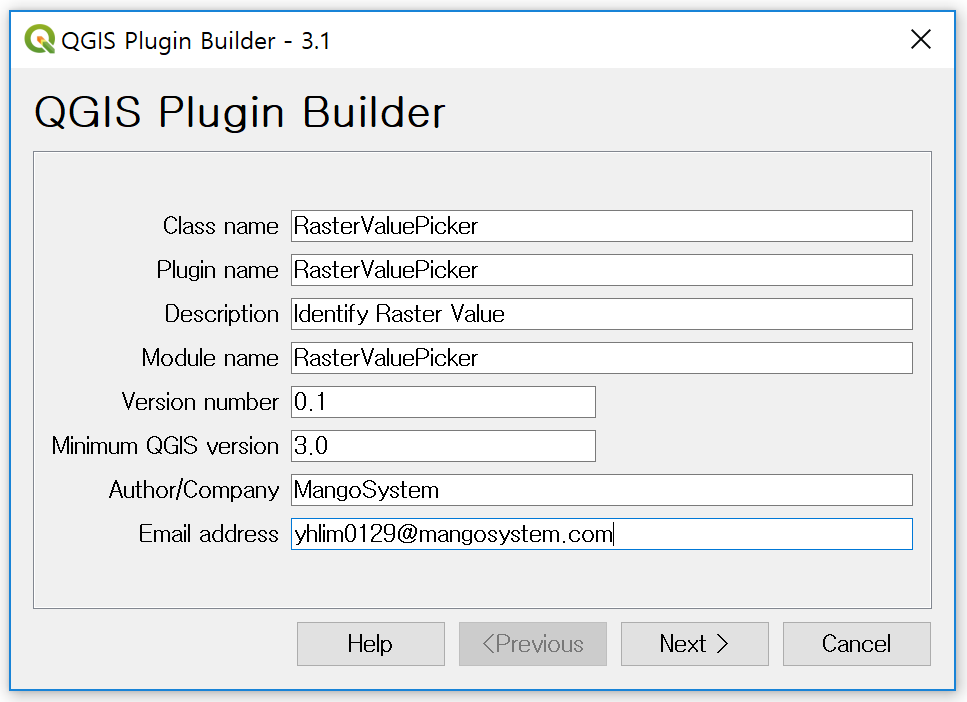 QGIS Plugin Builder - 3.1
QGIS Plugin Builder
Class name RasterValuePicker
Plugin name RasterValuePicker
Description Identify Raster Value
Module name RasterValuePicker
Version number 0.1
Minimum QGIS version 3.0
Author/Company MangoSystem
Email address yhlim0129@mangosystem.com
Help <Previous Next > Cancel